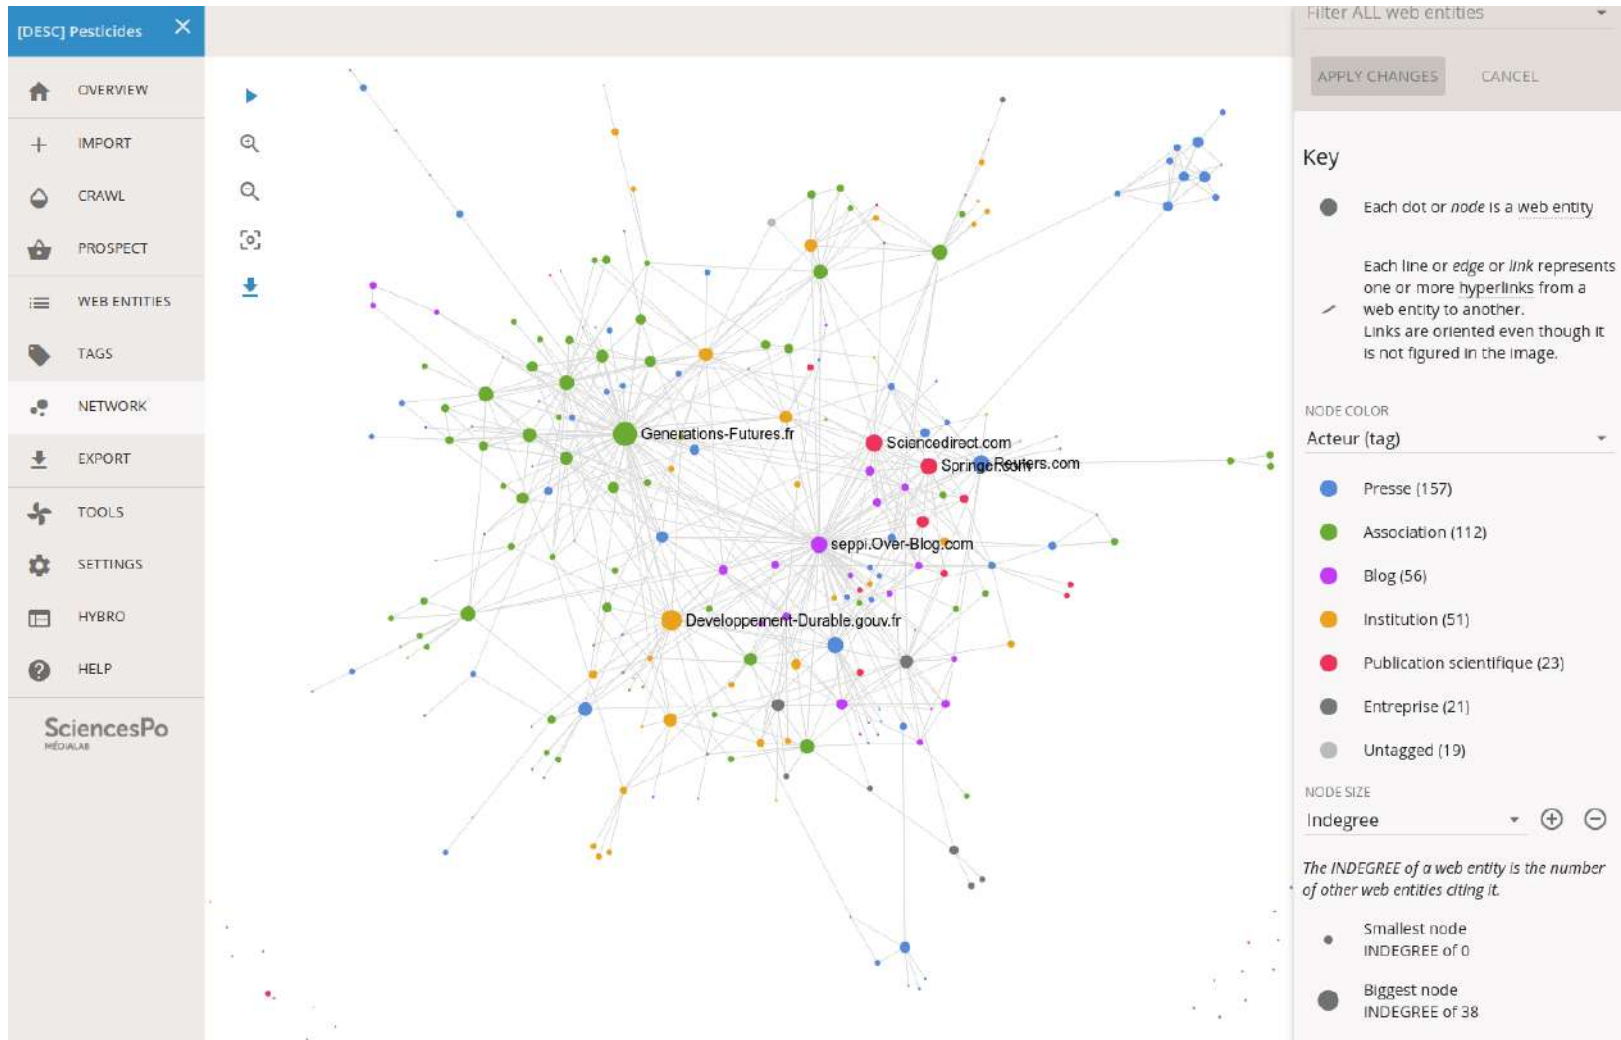 [DESC] Pesticides
OVERVIEW
IMPORT
CRAWL
PROSPECT
WEB ENTITIES
TAGS
NETWORK
EXPORT
TOOLS
SETTINGS
HYBRO
HELP
SciencesPo
MÉDIALAB
Generations-Futures.fr
Sciencedirect.com
Springer.com
Reuters.com
seppi.Over-Blog.com
Developpement-Durable.gouv.fr
Filter ALL web entities
APPLY CHANGES CANCEL
Key
Each dot or node is a web entity
Each line or edge or link represents
one or more hyperlinks from a
web entity to another.
Links are oriented even though it
is not figured in the image.
NODE COLOR
Acteur (tag)
Presse (157)
Association (112)
Blog (56)
Institution (51)
Publication scientifique (23)
Entreprise (21)
Untagged (19)
NODE SIZE
Indegree
The INDEGREE of a web entity is the number
of other web entities citing it.
Smallest node
INDEGREE of 0
Biggest node
INDEGREE of 38